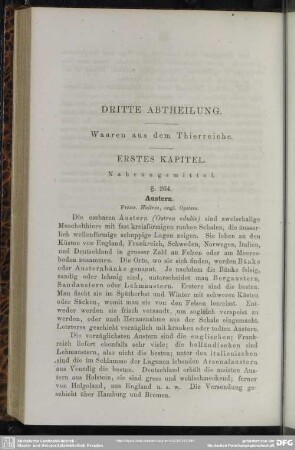 DRITTE ABTHEILUNG.
Waaren aus dem Thierreiche.
ERSTES KAPITEL.
Nahrungsmittel.
§. 264.
Austern.
Franz. Huîtres, engl. Oysters.
Die essbaren Austern (Ostrea edulis) sind zweischalige
Muschelthiere mit fast kreisförmigen rauhen Schalen, die äusser-
lich wellenförmige schuppige Lagen zeigen. Sie leben an den
Küsten von England, Frankreich, Schweden, Norwegen, Italien,
und Deutschland in grosser Zahl an Felsen oder am Meeres-
boden zusammen. Die Orte, wo sie sich finden, werden Bänke
oder Austernbänke genannt. Je nachdem die Bänke felsig,
sandig oder lehmig sind, unterscheidet man Bergaustern,
Sandaustern oder Lehmaustern. Erstere sind die besten.
Man fischt sie im Spätherbst und Winter mit schweren Kästen
oder Säcken, womit man sie von den Felsen losreisst. Ent-
weder werden sie frisch versandt, um sogleich verspeist zu
werden, oder nach Herausnahme aus der Schale eingemacht.
Letzteres geschieht vorzüglich mit kranken oder todten Austern.
Die vorzüglichsten Austern sind die englischen; Frank-
reich liefert ebenfalls sehr viele; die holländischen sind
Lehmaustern, also nicht die besten; unter den italienischen
sind die im Schlamme der Lagunen lebenden Arsenalaustern
aus Venedig die besten. Deutschland erhält die meisten Aus-
tern aus Holstein, sie sind gross und wohlschmeckend; ferner
von Helgoland, aus England u. s. w. Die Versendung ge-
schieht über Hamburg und Bremen.